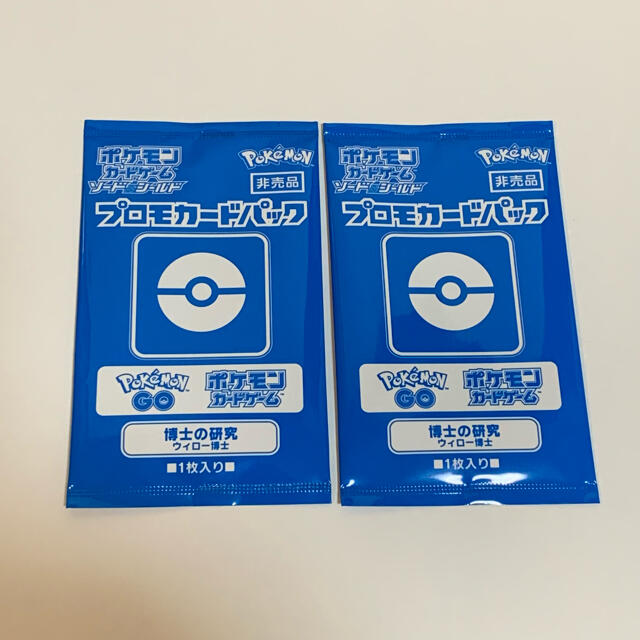 ポケモン
カードゲーム
ソード シールド
Pokémon
非売品
プロモカードパック
Pokémon GO
ポケモン
カードゲーム™
博士の研究
ウィロー博士
■1枚入り■
ポケモン
カードゲーム
ソード シールド
Pokémon
非売品
プロモカードパック
Pokémon GO
ポケモン
カードゲーム™
博士の研究
ウィロー博士
■1枚入り■